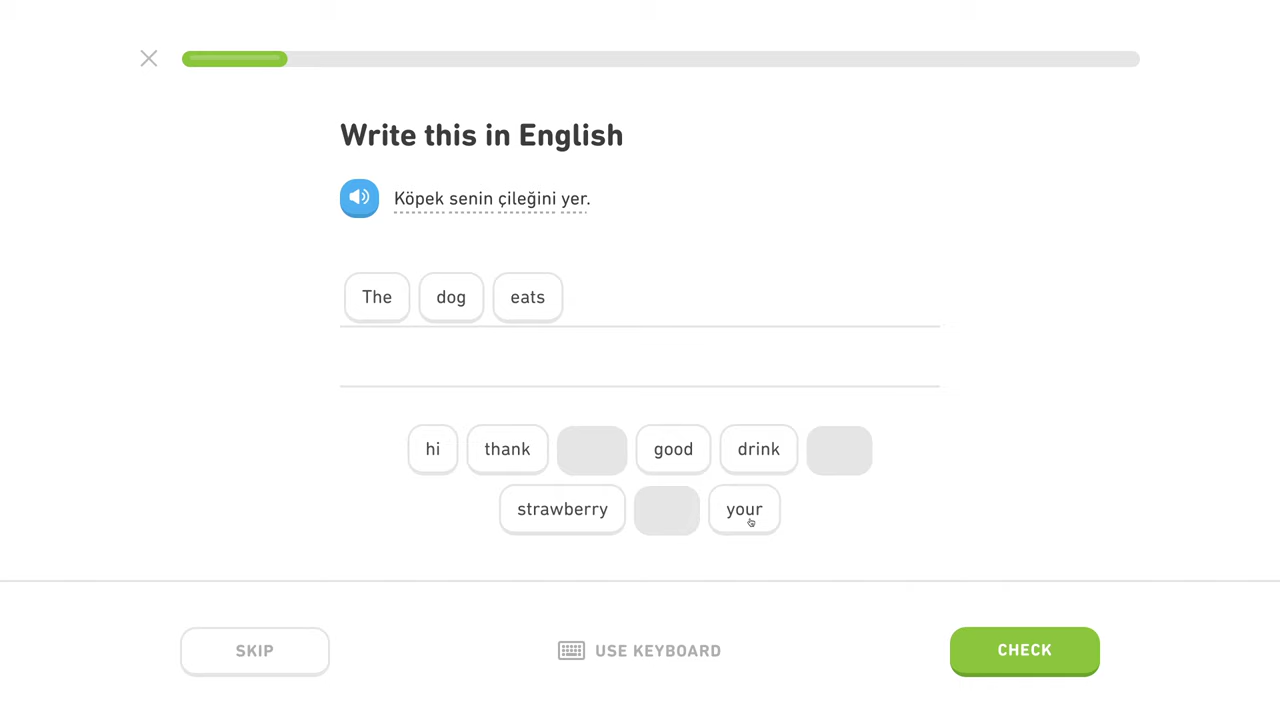 Write this in English
Köpek senin çileğini yer.
The dog eats
hi thank good drink
strawberry your
SKIP USE KEYBOARD CHECK